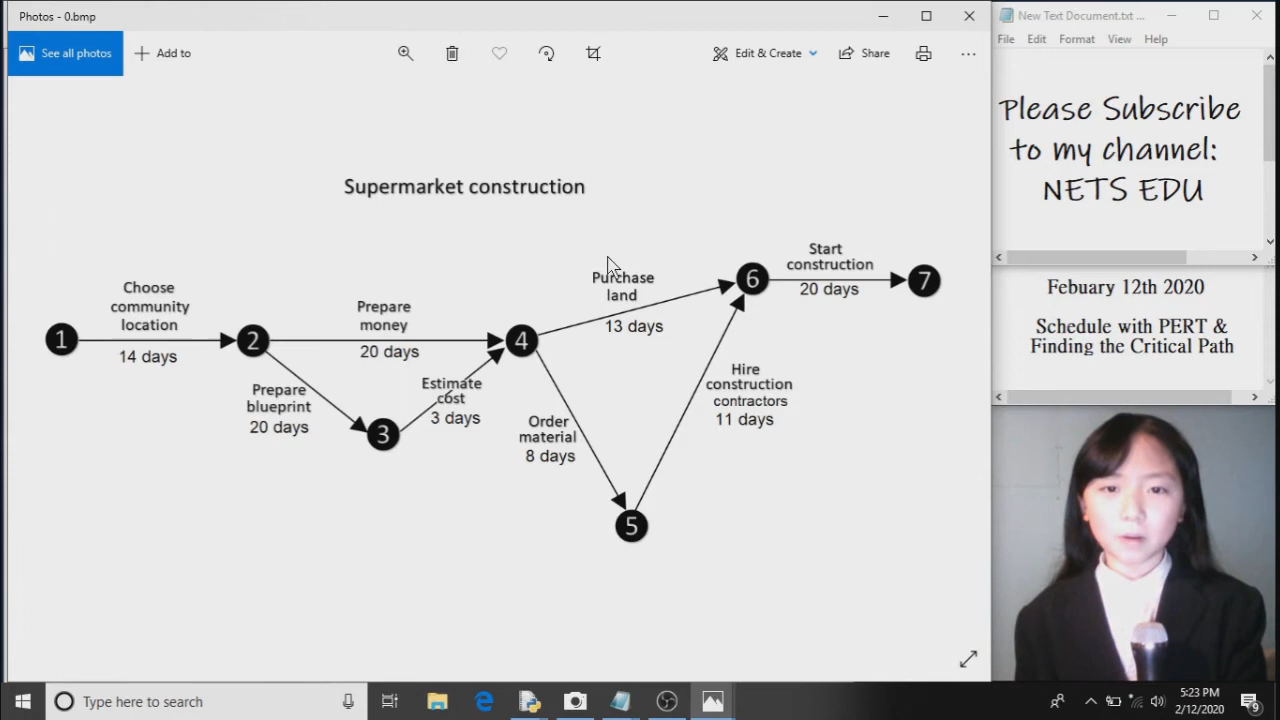 Photos - 0.bmp
See all photos
Add to
Edit & Create
Share
Supermarket construction
Choose
community
location
14 days
Prepare
money
20 days
Prepare
blueprint
20 days
Estimate
cost
3 days
Purchase
land
13 days
Order
material
8 days
Hire
construction
contractors
11 days
Start
construction
20 days
1
2
3
4
5
6
7
New Text Document.txt ...
File Edit Format View Help
Please Subscribe
to my channel:
NETS EDU
Febuary 12th 2020
Schedule with PERT &
Finding the Critical Path
Type here to search
5:23 PM
2/12/2020
9